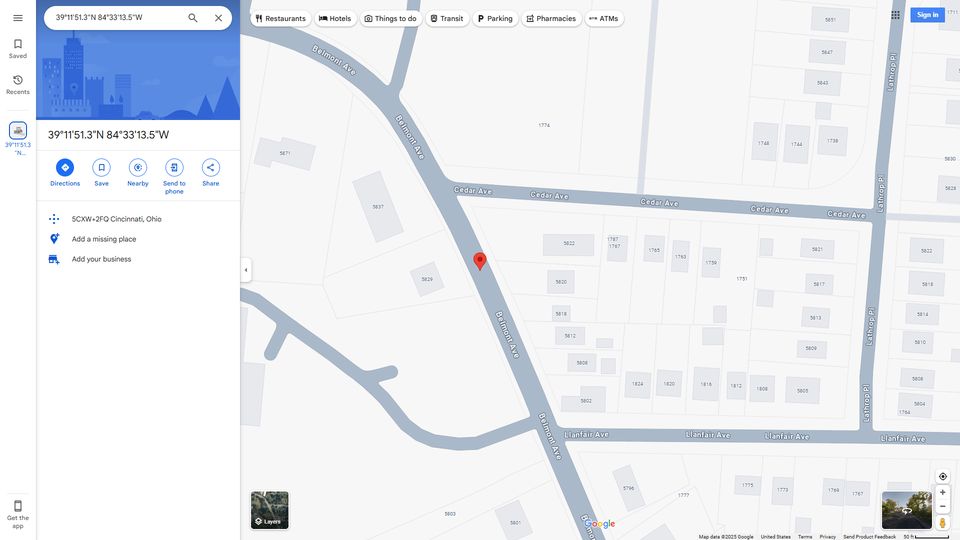 39°11'51.3"N 84°33'13.5"W
Restaurants
Hotels
Things to do
Transit
Parking
Pharmacies
ATMs
Sign in
Saved
Recents
39°11'51.3
"N...
39°11'51.3"N 84°33'13.5"W
Directions
Save
Nearby
Send to
phone
Share
5CXW+2FQ Cincinnati, Ohio
Add a missing place
Add your business
Get the
app
Belmont Ave
Belmont Ave
Belmont Ave
Belmont Ave
Cedar Ave
Cedar Ave
Cedar Ave
Cedar Ave
Cedar Ave
Lathrop Pl
Lathrop Pl
Lathrop Pl
Lathrop Pl
Llanfair Ave
Llanfair Ave
Llanfair Ave
Llanfair Ave
5851
1711
5847
5843
1774
1748
1744
1738
5871
5837
5830
5828
5822
1787
1767
1765
1763
1759
5821
5822
5829
5820
1751
5817
5818
5818
5813
5814
5812
5809
5810
5808
5808
1824
1820
1816
1812
1808
5805
5802
5804
1764
5796
1777
1775
1773
1769
1767
5803
5801
Layers
Google
Map data ©2025 Google
United States
Terms
Privacy
Send Product Feedback
50 ft